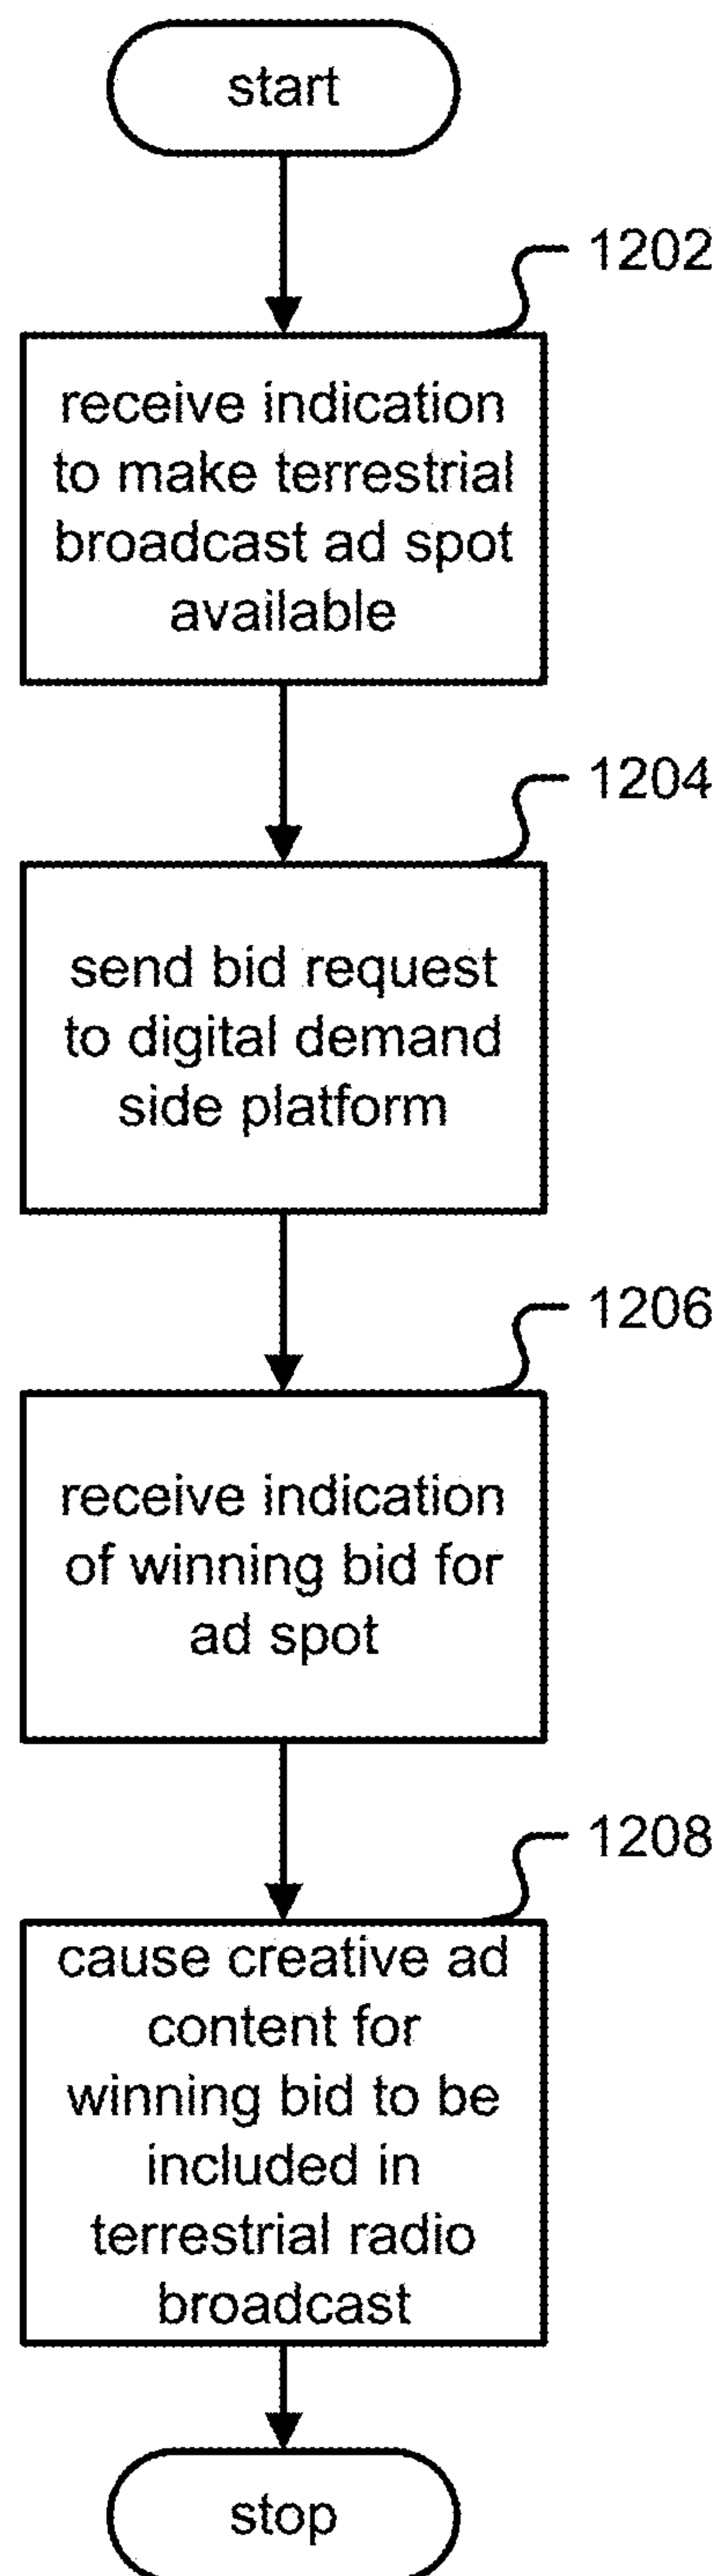 start
1202
receive indication
to make terrestrial
broadcast ad spot
available
1204
send bid request
to digital demand
side platform
1206
receive indication
of winning bid for
ad spot
1208
cause creative ad
content for
winning bid to be
included in
terrestrial radio
broadcast
stop